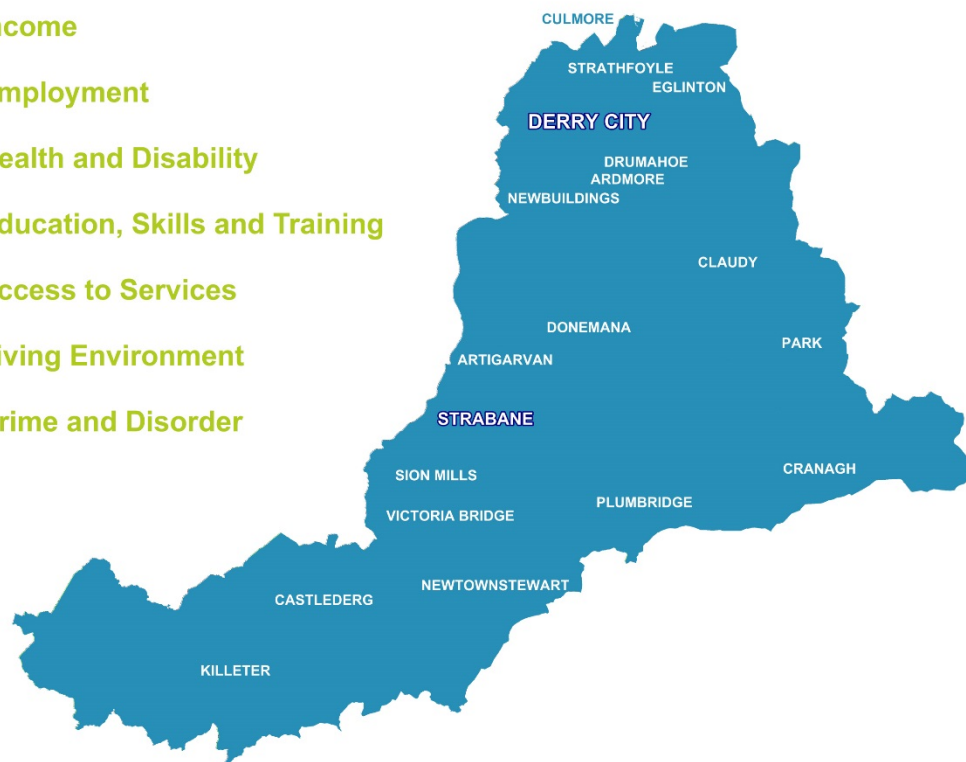 ncome
mployment
ealth and Disability
ducation, Skills and Training
ccess to Services
iving Environment
rime and Disorder
CULMORE
STRATHFOYLE
EGLINTON
DERRY CITY
DRUMAHOE
ARDMORE
NEWBUILDINGS
CLAUDY
DONEMANA
PARK
ARTIGARVAN
STRABANE
CRANAGH
SION MILLS
PLUMBRIDGE
VICTORIA BRIDGE
NEWTOWNSTEWART
CASTLEDERG
KILLETER